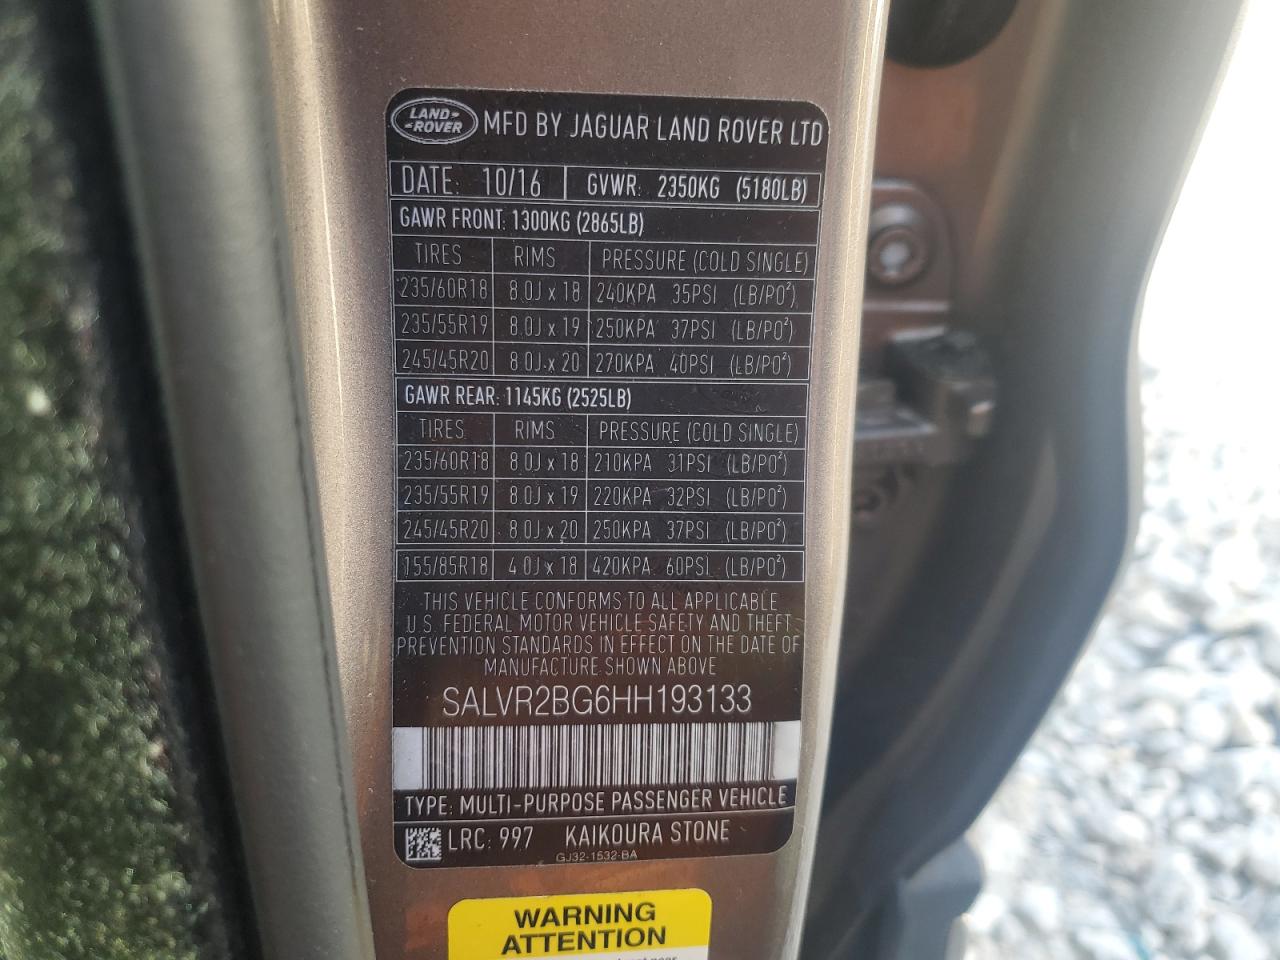 LAND ROVER MFD BY JAGUAR LAND ROVER LTD
DATE: 10/16 GVWR: 2350KG (5180LB)
GAWR FRONT: 1300KG (2865LB)
TIRES RIMS PRESSURE (COLD SINGLE)
235/60R18 8.0J x 18 240KPA 35PSI (LB/PO²)
235/55R19 8.0J x 19 250KPA 37PSI (LB/PO²)
245/45R20 8.0J x 20 270KPA 40PSI (LB/PO²)
GAWR REAR: 1145KG (2525LB)
TIRES RIMS PRESSURE (COLD SINGLE)
235/60R18 8.0J x 18 210KPA 31PSI (LB/PO²)
235/55R19 8.0J x 19 220KPA 32PSI (LB/PO²)
245/45R20 8.0J x 20 250KPA 37PSI (LB/PO²)
155/85R18 4.0J x 18 420KPA 60PSI (LB/PO²)
THIS VEHICLE CONFORMS TO ALL APPLICABLE
U.S. FEDERAL MOTOR VEHICLE SAFETY AND THEFT
PREVENTION STANDARDS IN EFFECT ON THE DATE OF
MANUFACTURE SHOWN ABOVE
SALVR2BG6HH193133
TYPE: MULTI-PURPOSE PASSENGER VEHICLE
LRC: 997 KAIKOURA STONE
GJ32-1532-BA
WARNING
ATTENTION